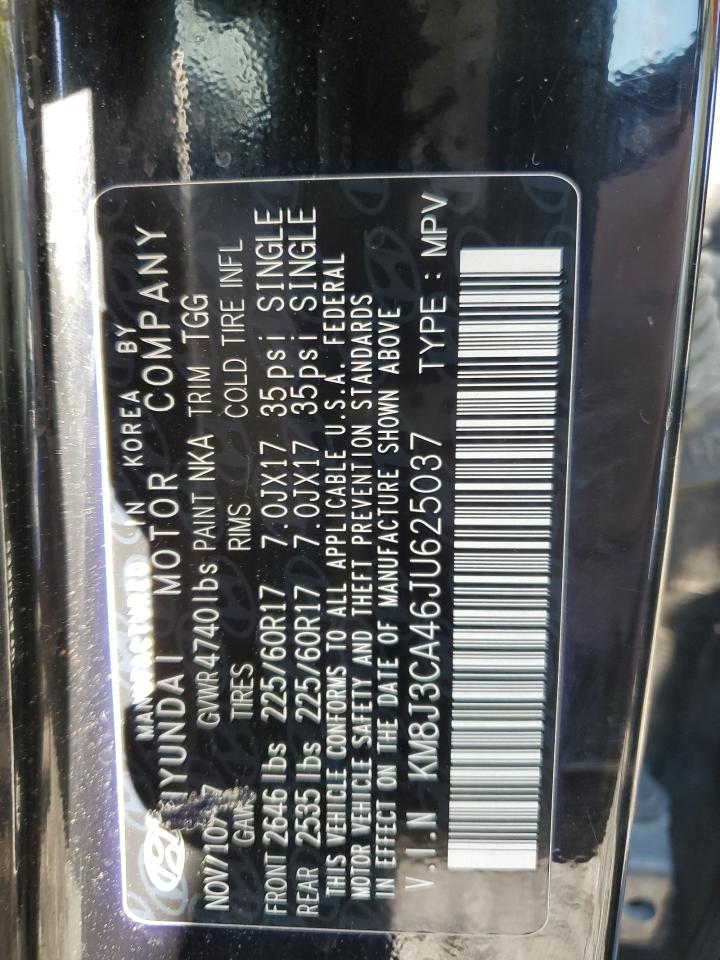 MANUFACTURED IN KOREA BY
HYUNDAI MOTOR COMPANY
GVWR 4740lbs PAINT NKA TRIM TGG
TIRES RIMS COLD TIRE INFL
FRONT 2646 lbs 225/60R17 7.0JX17 35psi SINGLE
REAR 2535 lbs 225/60R17 7.0JX17 35psi SINGLE
THIS VEHICLE CONFORMS TO ALL APPLICABLE U.S.A. FEDERAL
MOTOR VEHICLE SAFETY AND THEFT PREVENTION STANDARDS
IN EFFECT ON THE DATE OF MANUFACTURE SHOWN ABOVE
V.I.N KM8J3CA46JU625037 TYPE : MPV